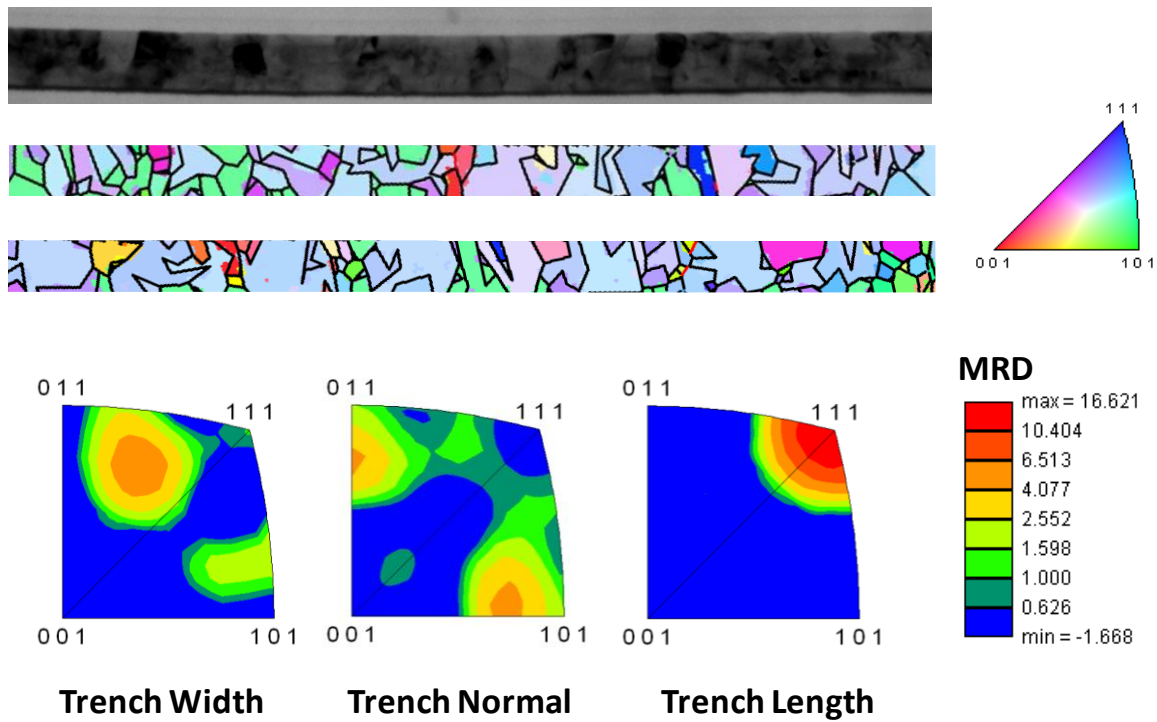 1 1 1
0 0 1
1 0 1
MRD
max = 16.621
10.404
6.513
4.077
2.552
1.598
1.000
0.626
min = -1.668
0 1 1
1 1 1
0 0 1
1 0 1
0 1 1
1 1 1
0 0 1
1 0 1
0 1 1
1 1 1
0 0 1
1 0 1
Trench Width
Trench Normal
Trench Length